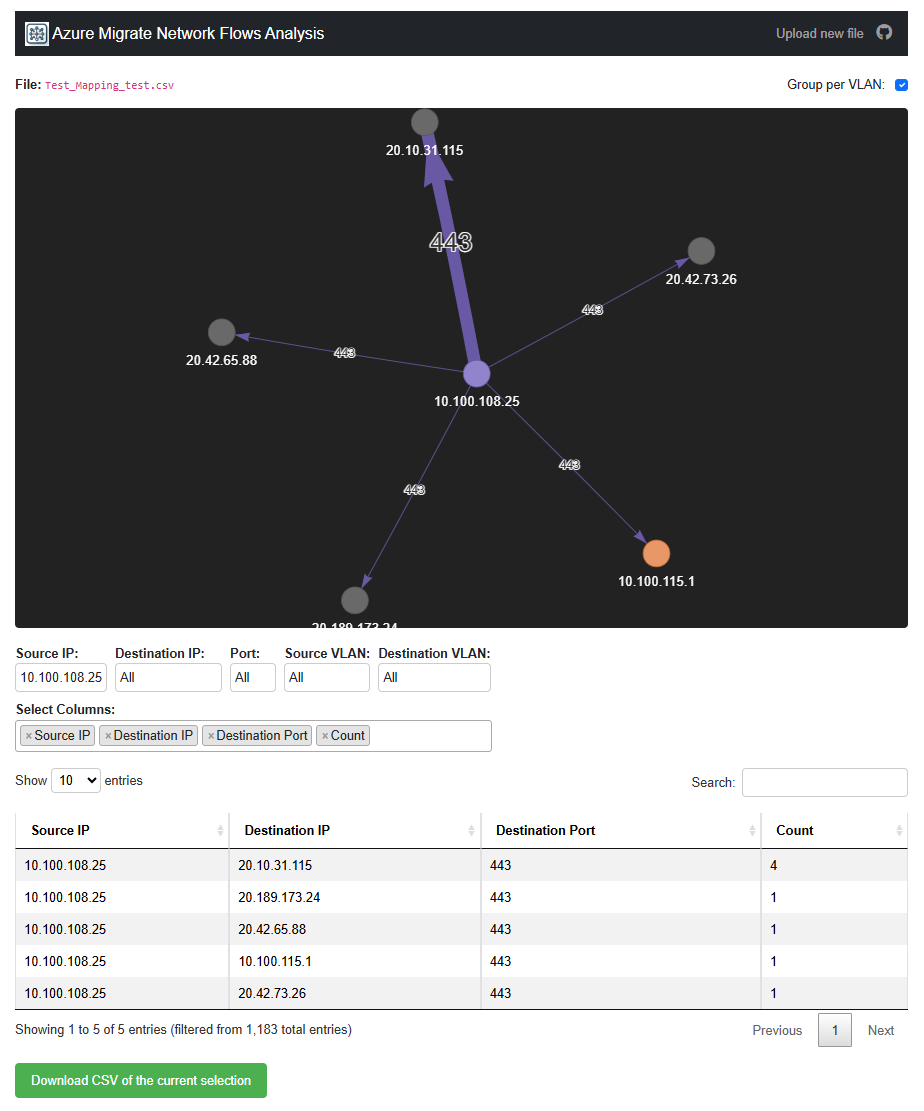 Azure Migrate Network Flows Analysis Upload new file
File: Test_Mapping_test.csv Group per VLAN:
20.10.31.115
443
20.42.73.26
443
20.42.65.88
443
10.100.108.25
443
443
10.100.115.1
20.189.173.24
Source IP: Destination IP: Port: Source VLAN: Destination VLAN:
10.100.108.25 All All All All
Select Columns:
×Source IP ×Destination IP ×Destination Port ×Count
Show 10 entries Search:
Source IP Destination IP Destination Port Count
10.100.108.25 20.10.31.115 443 4
10.100.108.25 20.189.173.24 443 1
10.100.108.25 20.42.65.88 443 1
10.100.108.25 10.100.115.1 443 1
10.100.108.25 20.42.73.26 443 1
Showing 1 to 5 of 5 entries (filtered from 1,183 total entries) Previous 1 Next
Download CSV of the current selection